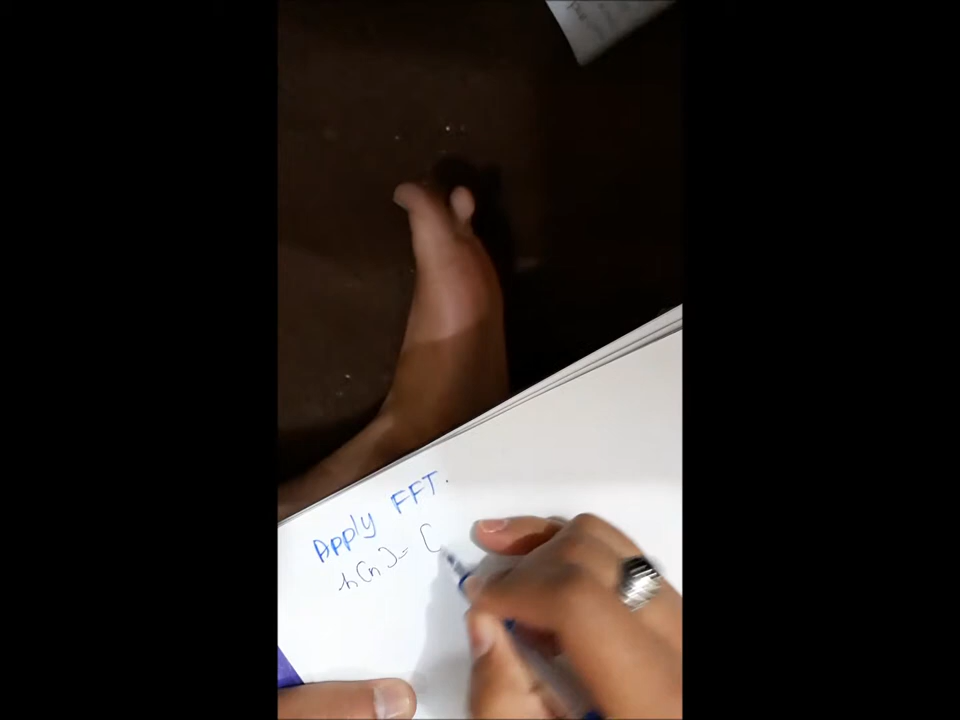 Apply FFT.
h[n] = [